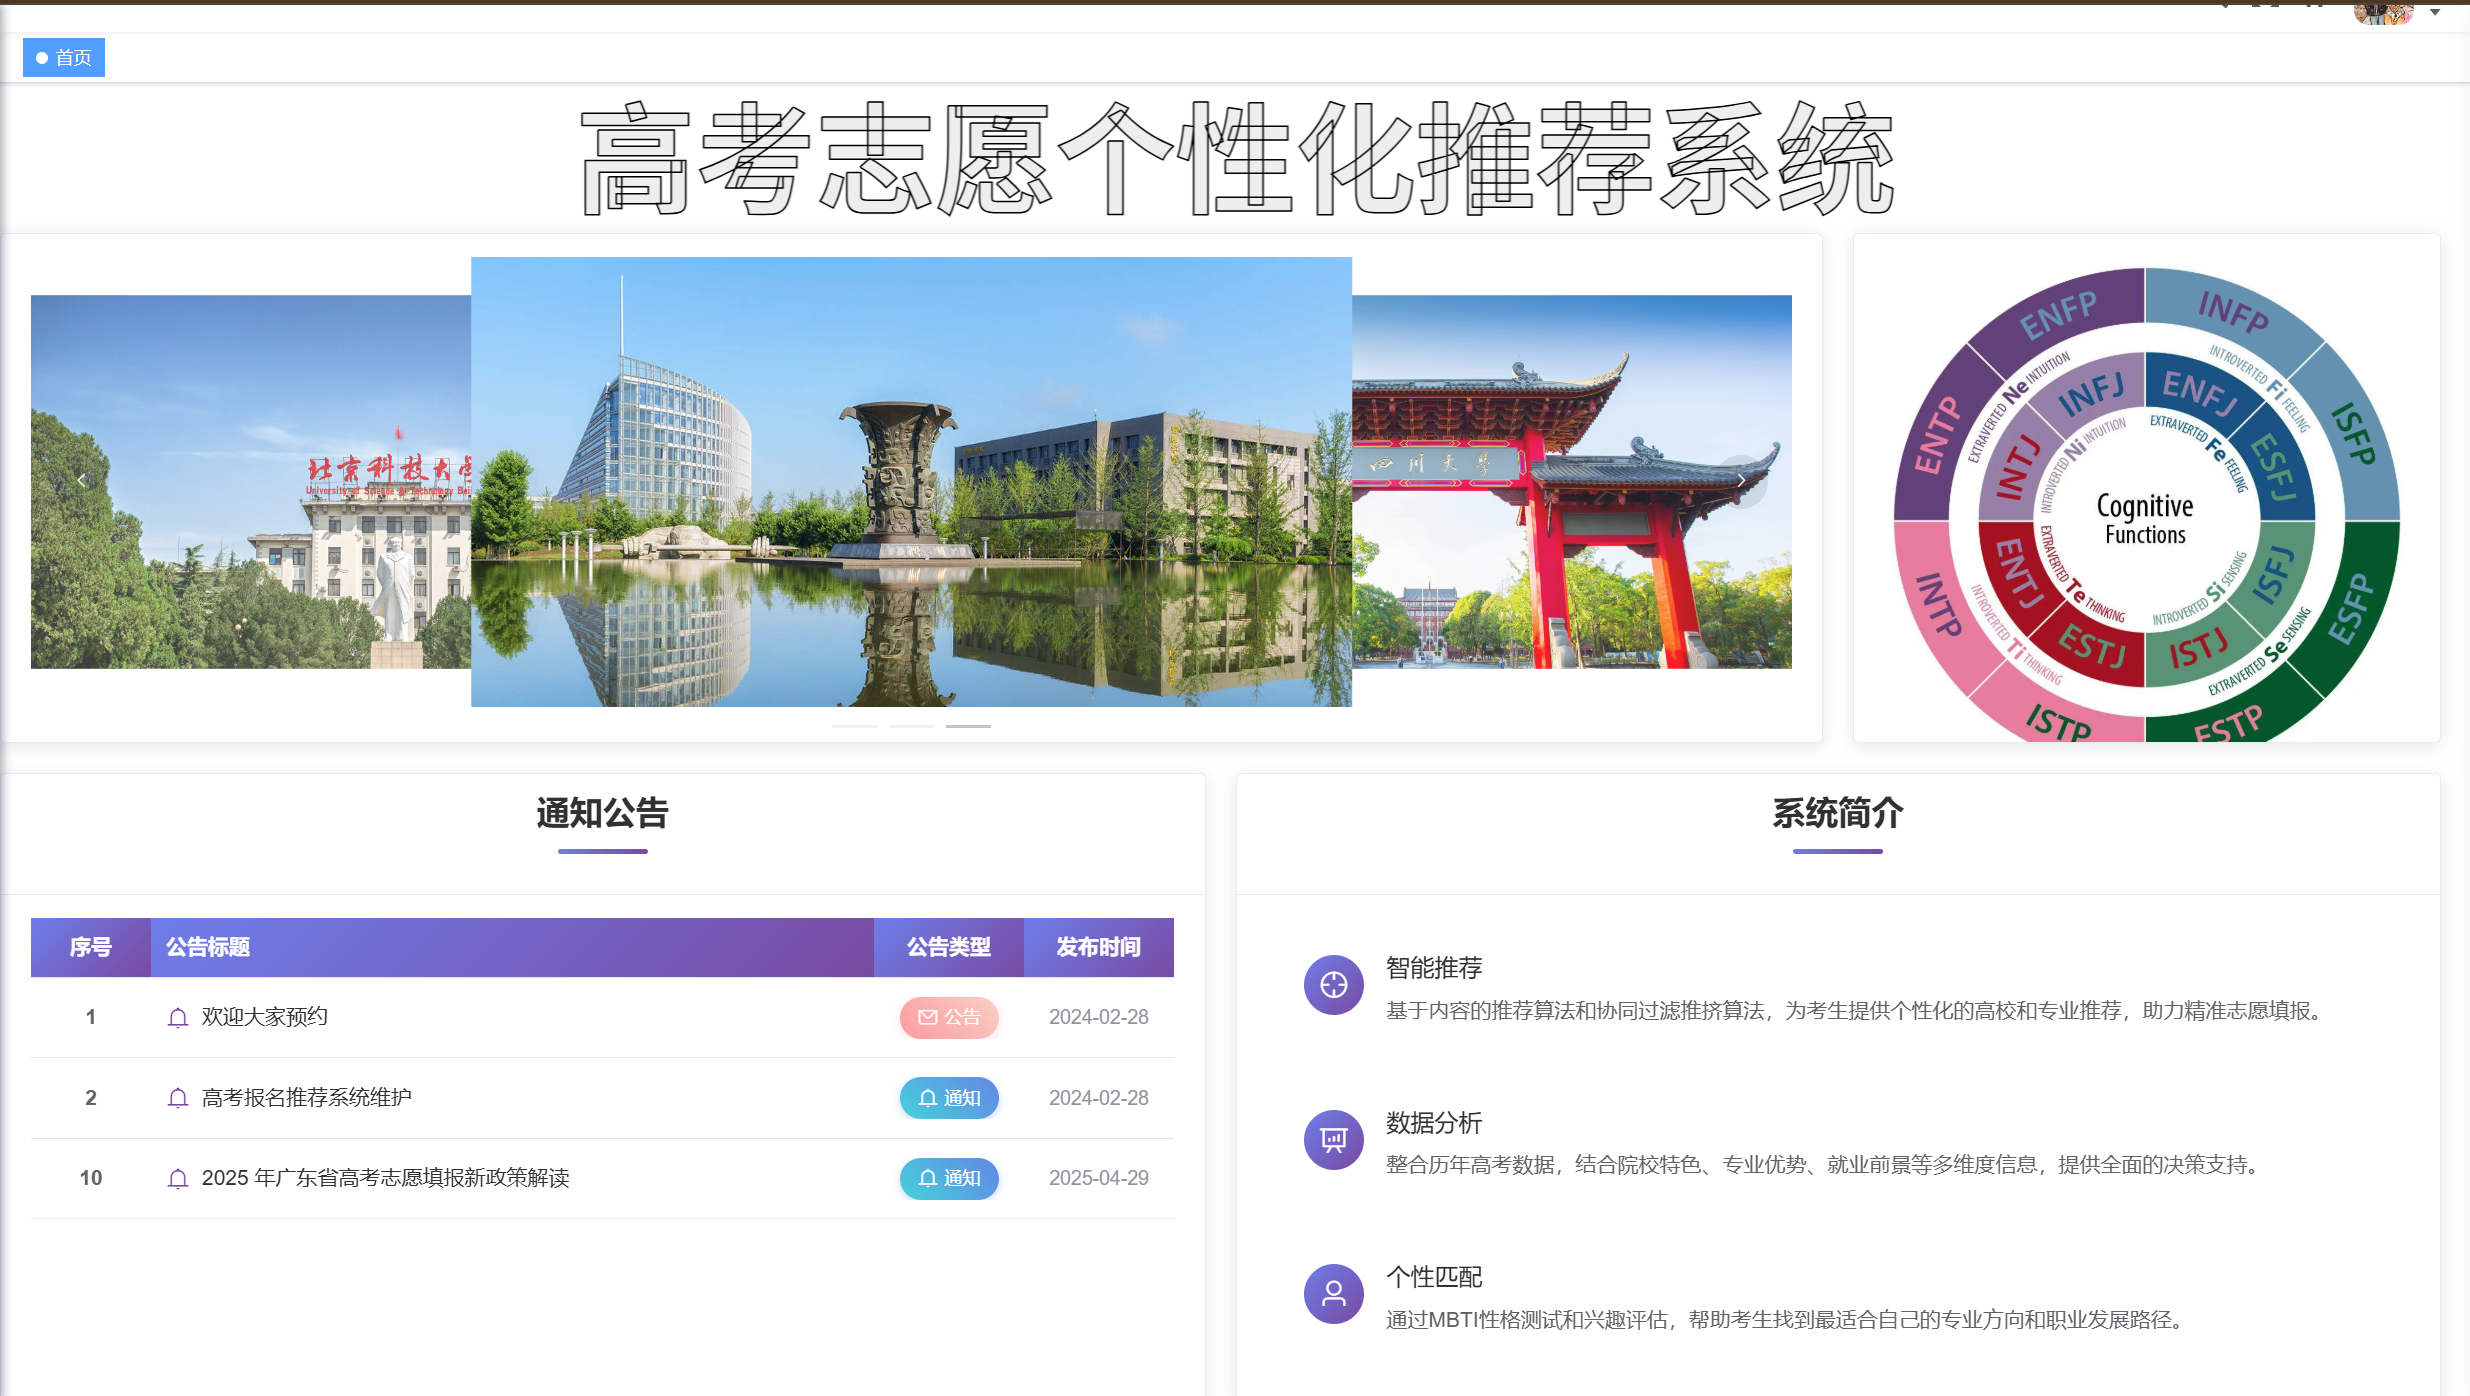 首页
高考志愿个性化推荐系统
北京科技大学
University of Science & Technology Bei
四川大学
ENFP
INFP
ENTP
ISFP
EXTRAVERTED Ne INTUITION
INTROVERTED Fi FEELING
INFJ
ENFJ
INTJ
ESFJ
INTROVERTED Ni INTUITION
EXTRAVERTED Fe FEELING
Cognitive
Functions
EXTRAVERTED Te THINKING
INTROVERTED Si SENSING
ENTJ
ISFJ
ESTJ
ISTJ
INTROVERTED Ti THINKING
EXTRAVERTED Se SENSING
INTP
ESFP
ISTP
ESTP
通知公告
序号 公告标题 公告类型 发布时间
1 欢迎大家预约 公告 2024-02-28
2 高考报名推荐系统维护 通知 2024-02-28
10 2025 年广东省高考志愿填报新政策解读 通知 2025-04-29
系统简介
智能推荐
基于内容的推荐算法和协同过滤推挤算法，为考生提供个性化的高校和专业推荐，助力精准志愿填报。
数据分析
整合历年高考数据，结合院校特色、专业优势、就业前景等多维度信息，提供全面的决策支持。
个性匹配
通过MBTI性格测试和兴趣评估，帮助考生找到最适合自己的专业方向和职业发展路径。